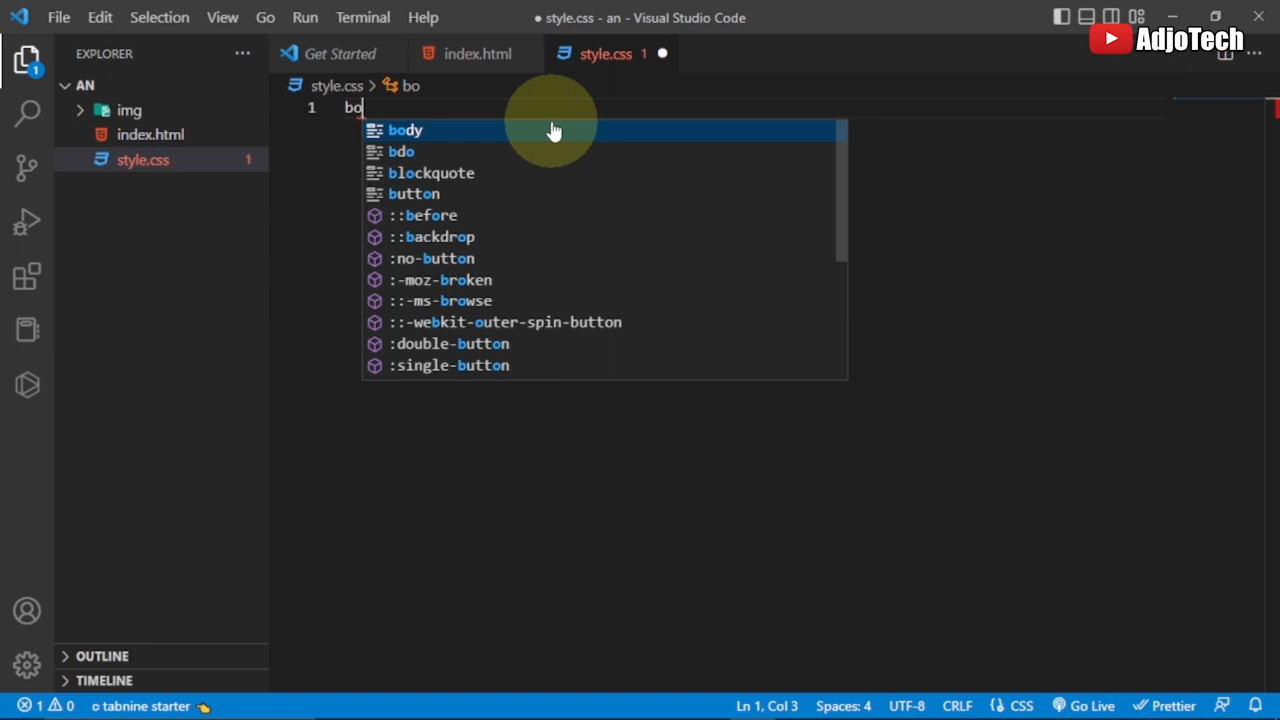 File Edit Selection View Go Run Terminal Help
● style.css - an - Visual Studio Code
AdjoTech
EXPLORER ···
Get Started
index.html
style.css 1 ●
1
AN
img
index.html
style.css 1
style.css > bo
1 bo
body
bdo
blockquote
button
::before
::backdrop
:no-button
:-moz-broken
::-ms-browse
::-webkit-outer-spin-button
:double-button
:single-button
OUTLINE
TIMELINE
1 0 tabnine starter 👈 Ln 1, Col 3 Spaces: 4 UTF-8 CRLF CSS Go Live Prettier